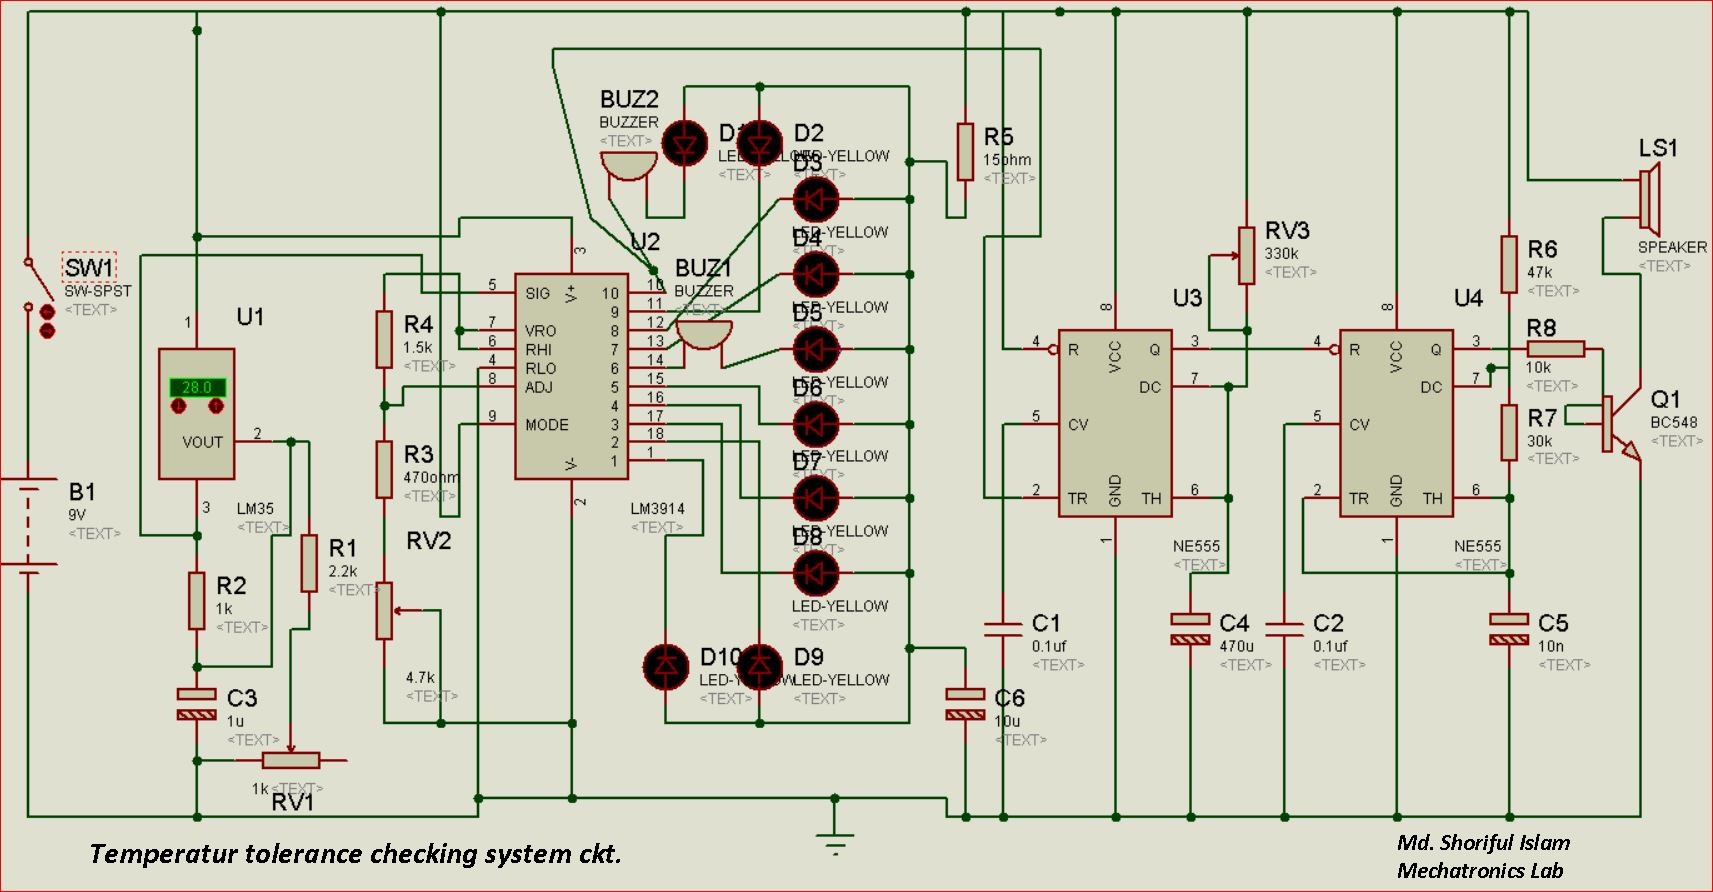 BUZ2
BUZZER
<TEXT>
D1
LED-YELLOW
<TEXT>
D2
LED-YELLOW
D3
LED-YELLOW
D4
LED-YELLOW
D5
LED-YELLOW
D6
LED-YELLOW
D7
LED-YELLOW
D8
LED-YELLOW
<TEXT>
R5
15ohm
<TEXT>
LS1
SPEAKER
<TEXT>
SW1
SW-SPST
<TEXT>
U1
1
28.0
VOUT
2
3
LM35
<TEXT>
B1
9V
<TEXT>
R4
1.5k
<TEXT>
R3
470ohm
<TEXT>
RV2
4.7k
<TEXT>
R1
2.2k
<TEXT>
R2
1k
<TEXT>
C3
1u
<TEXT>
1k<TEXT>
RV1
U2
3
V+
5 SIG
7 VRO
6 RHI
4 RLO
8 ADJ
9 MODE
V-
2
10 10
9 11
8 12
7 13
6 14
5 15
4 16
3 17
2 18
1 1
LM3914
<TEXT>
BUZ1
BUZZER
<TEXT>
D10
LED-YELLOW
<TEXT>
D9
LED-YELLOW
<TEXT>
C6
10u
<TEXT>
RV3
330k
<TEXT>
U3
8
VCC
4 R
Q 3
DC 7
5 CV
2 TR
GND
TH 6
1
NE555
<TEXT>
C1
0.1uf
<TEXT>
C4
470u
<TEXT>
U4
8
VCC
4 R
Q 3
DC 7
5 CV
2 TR
GND
TH 6
1
NE555
<TEXT>
C2
0.1uf
<TEXT>
C5
10n
<TEXT>
R6
47k
<TEXT>
R8
10k
<TEXT>
R7
30k
<TEXT>
Q1
BC548
<TEXT>
Temperatur tolerance checking system ckt.
Md. Shoriful Islam
Mechatronics Lab